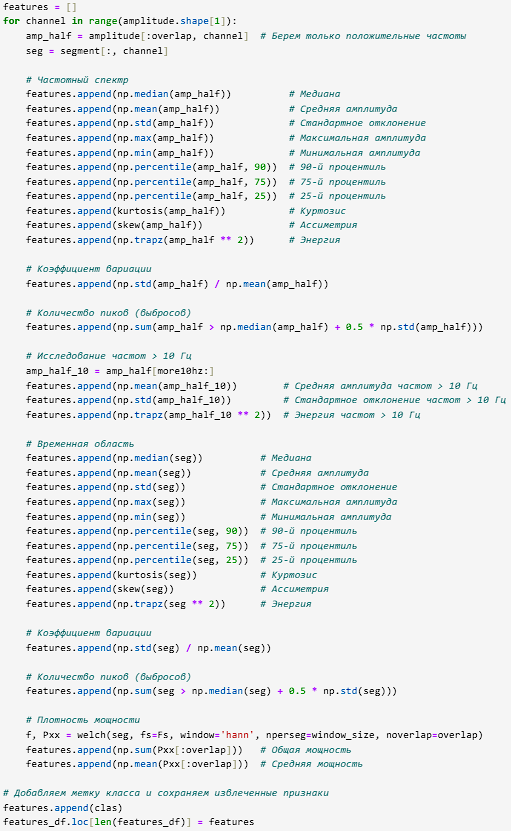 features = []
for channel in range(amplitude.shape[1]):
    amp_half = amplitude[:overlap, channel]  # Берем только положительные частоты
    seg = segment[:, channel]

    # Частотный спектр
    features.append(np.median(amp_half))          # Медиана
    features.append(np.mean(amp_half))            # Средняя амплитуда
    features.append(np.std(amp_half))             # Стандартное отклонение
    features.append(np.max(amp_half))             # Максимальная амплитуда
    features.append(np.min(amp_half))             # Минимальная амплитуда
    features.append(np.percentile(amp_half, 90))  # 90-й процентиль
    features.append(np.percentile(amp_half, 75))  # 75-й процентиль
    features.append(np.percentile(amp_half, 25))  # 25-й процентиль
    features.append(kurtosis(amp_half))           # Куртозис
    features.append(skew(amp_half))               # Ассиметрия
    features.append(np.trapz(amp_half ** 2))      # Энергия

    # Коэффициент вариации
    features.append(np.std(amp_half) / np.mean(amp_half))

    # Количество пиков (выбросов)
    features.append(np.sum(amp_half > np.median(amp_half) + 0.5 * np.std(amp_half)))

    # Исследование частот > 10 Гц
    amp_half_10 = amp_half[more10hz:]
    features.append(np.mean(amp_half_10))        # Средняя амплитуда частот > 10 Гц
    features.append(np.std(amp_half_10))         # Стандартное отклонение частот > 10 Гц
    features.append(np.trapz(amp_half_10 ** 2))  # Энергия частот > 10 Гц

    # Временная область
    features.append(np.median(seg))          # Медиана
    features.append(np.mean(seg))            # Средняя амплитуда
    features.append(np.std(seg))             # Стандартное отклонение
    features.append(np.max(seg))             # Максимальная амплитуда
    features.append(np.min(seg))             # Минимальная амплитуда
    features.append(np.percentile(seg, 90))  # 90-й процентиль
    features.append(np.percentile(seg, 75))  # 75-й процентиль
    features.append(np.percentile(seg, 25))  # 25-й процентиль
    features.append(kurtosis(seg))           # Куртозис
    features.append(skew(seg))               # Ассиметрия
    features.append(np.trapz(seg ** 2))      # Энергия

    # Коэффициент вариации
    features.append(np.std(seg) / np.mean(seg))

    # Количество пиков (выбросов)
    features.append(np.sum(seg > np.median(seg) + 0.5 * np.std(seg)))

    # Плотность мощности
    f, Pxx = welch(seg, fs=Fs, window='hann', nperseg=window_size, noverlap=overlap)
    features.append(np.sum(Pxx[:overlap]))   # Общая мощность
    features.append(np.mean(Pxx[:overlap]))  # Средняя мощность

# Добавляем метку класса и сохраняем извлеченные признаки
features.append(clas)
features_df.loc[len(features_df)] = features